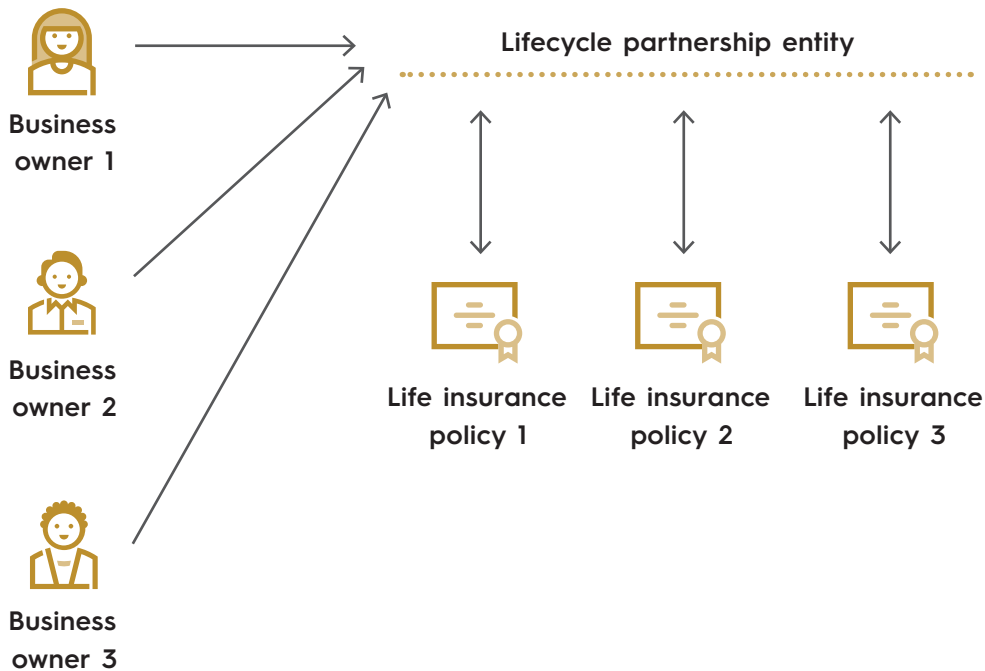 Lifecycle partnership entity
Business
owner 1
Business
owner 2
Life insurance
policy 1
Life insurance
policy 2
Life insurance
policy 3
Business
owner 3